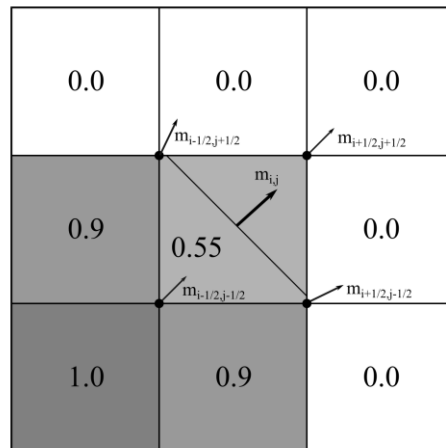 0.0 0.0 0.0
m_{i-1/2,j+1/2} m_{i+1/2,j+1/2}
m_{i,j}
0.9 0.55 0.0
m_{i-1/2,j-1/2} m_{i+1/2,j-1/2}
1.0 0.9 0.0